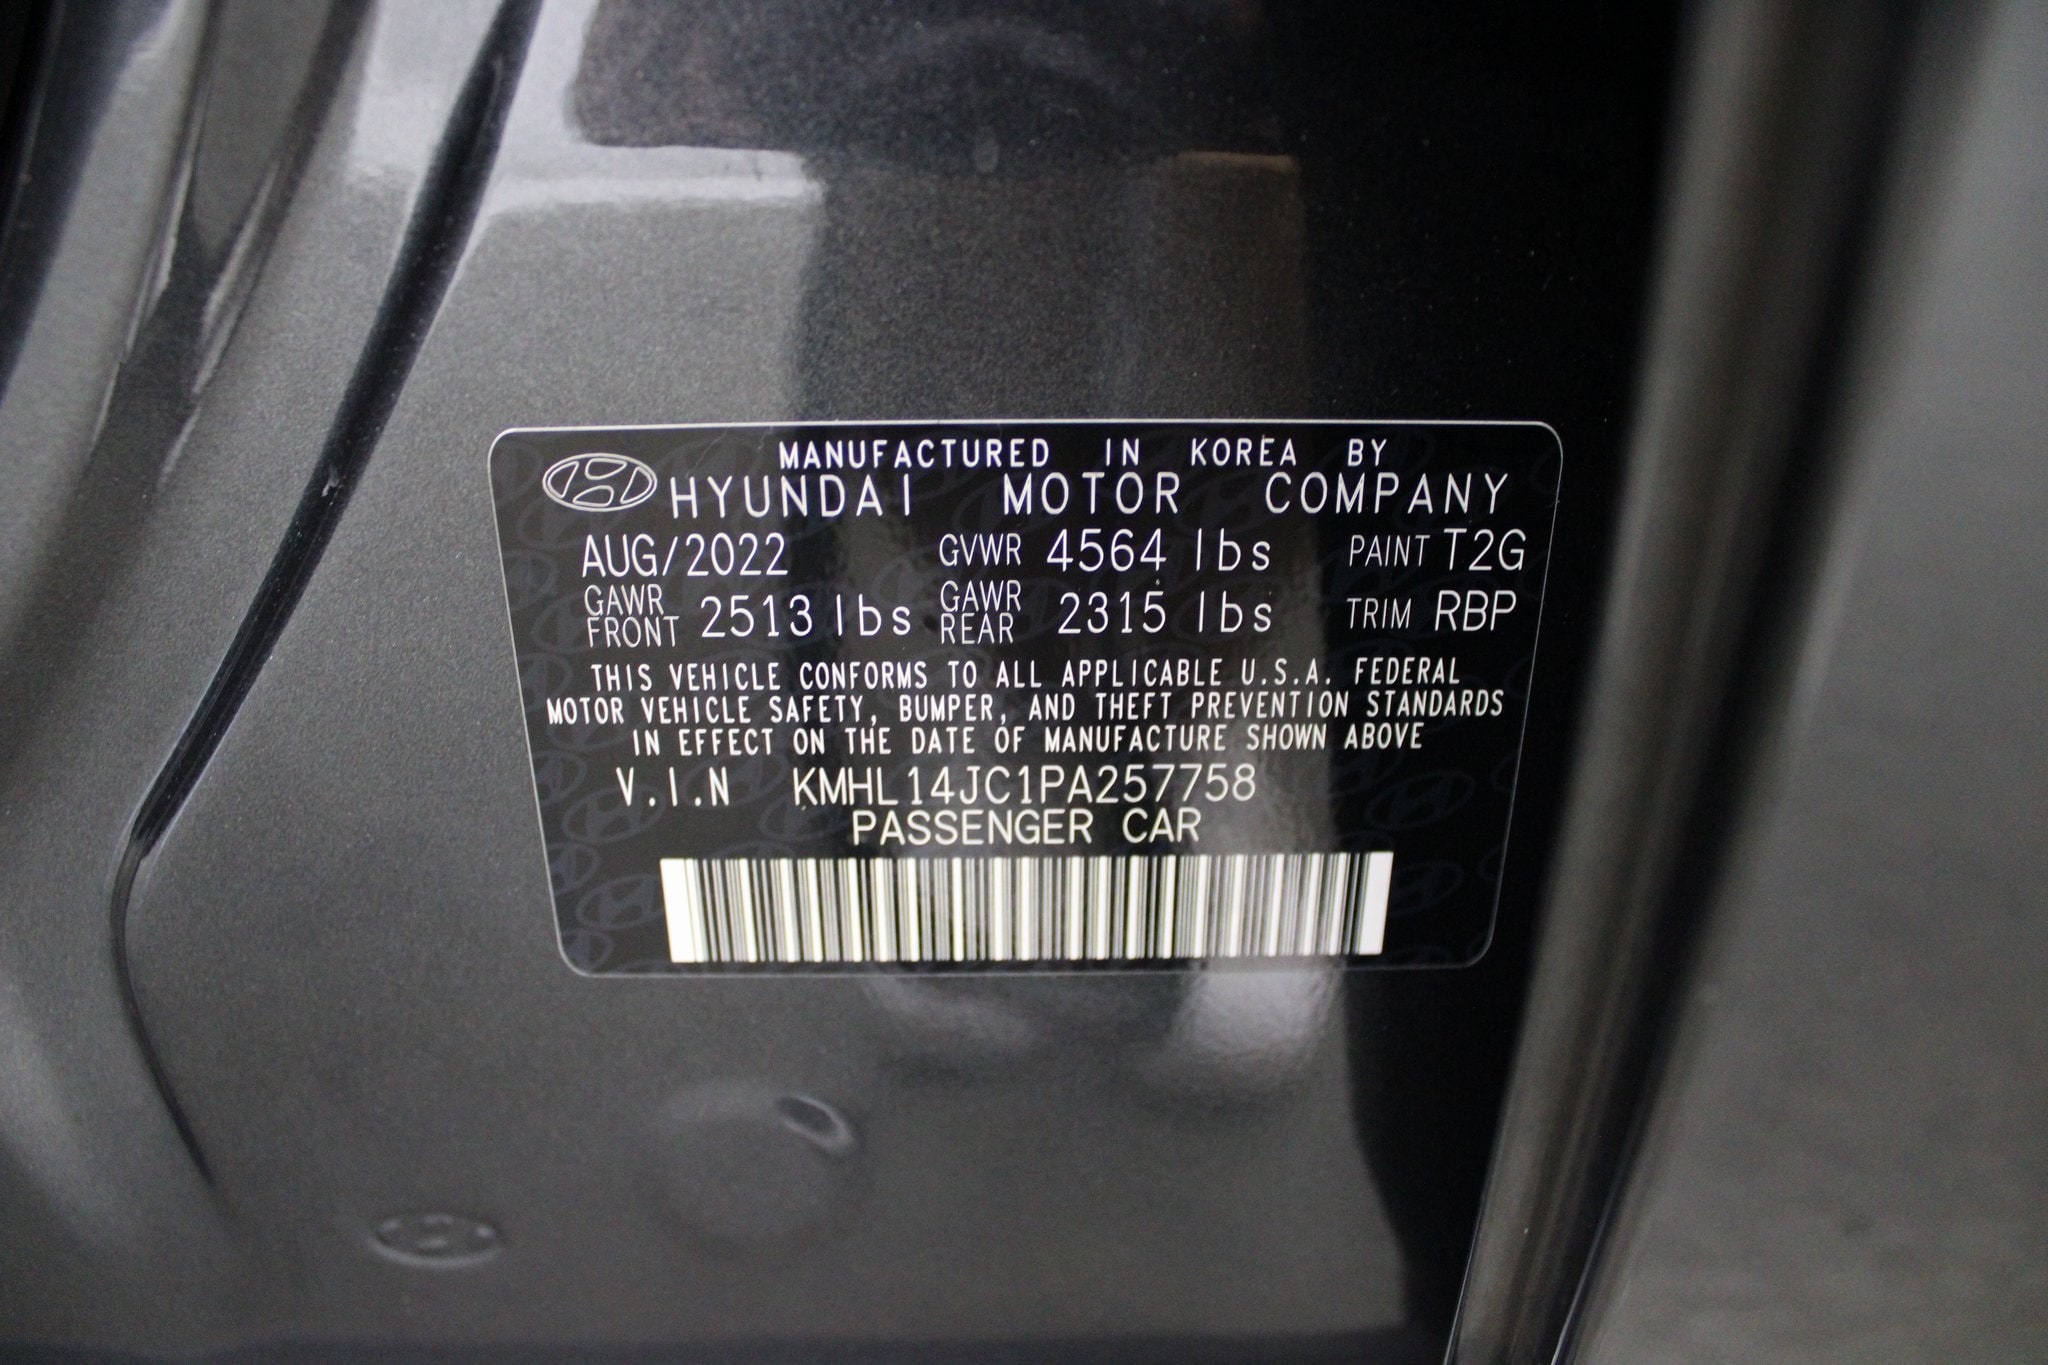 MANUFACTURED IN KOREA BY
HYUNDAI MOTOR COMPANY
AUG/2022 GVWR 4564 lbs PAINT T2G
GAWR FRONT 2513 lbs GAWR REAR 2315 lbs TRIM RBP
THIS VEHICLE CONFORMS TO ALL APPLICABLE U.S.A. FEDERAL
MOTOR VEHICLE SAFETY, BUMPER, AND THEFT PREVENTION STANDARDS
IN EFFECT ON THE DATE OF MANUFACTURE SHOWN ABOVE
V.I.N KMHL14JC1PA257758
PASSENGER CAR